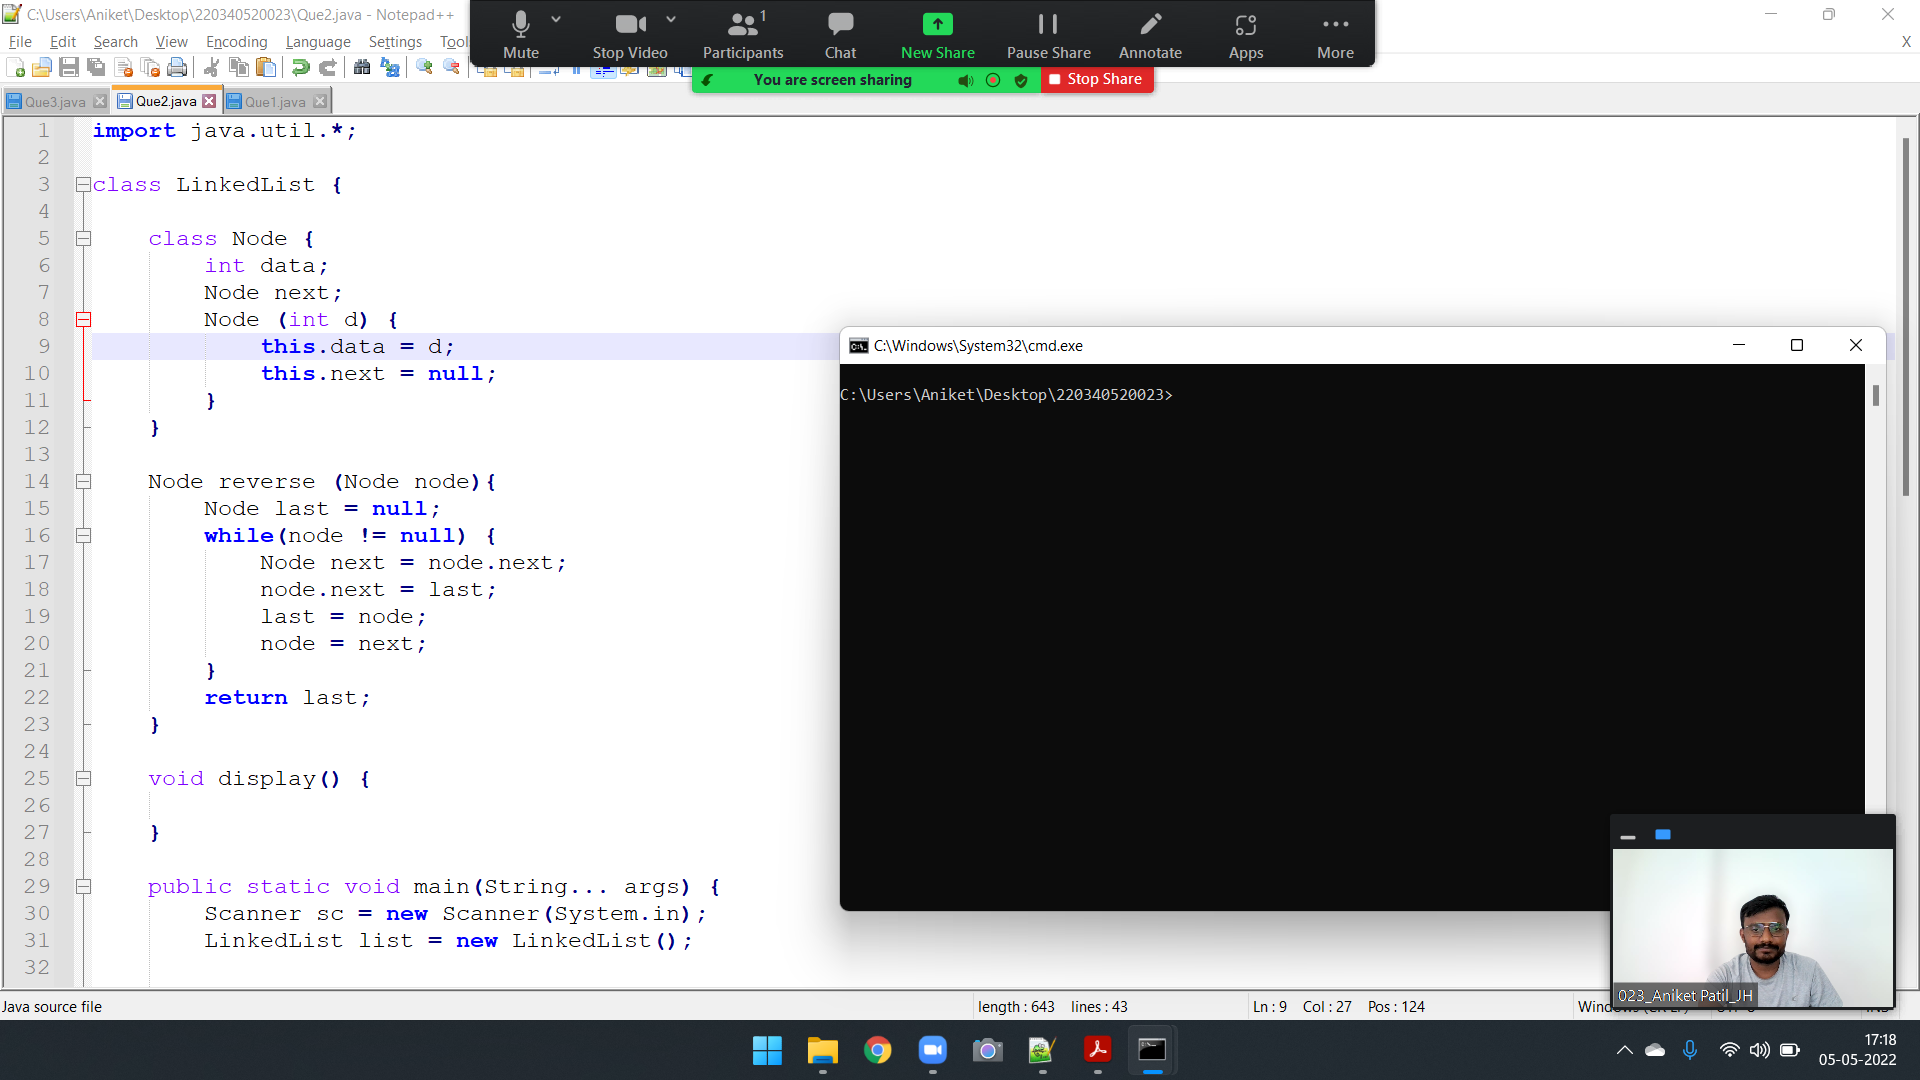 C:\Users\Aniket\Desktop\220340520023\Que2.java - Notepad++
File Edit Search View Encoding Language Settings
Mute
Stop Video
Participants 1
Chat
New Share
Pause Share
Annotate
Apps
More
You are screen sharing
Stop Share
X
Que3.java
Que2.java
Que1.java
1 import java.util.*;
2
3 class LinkedList {
4
5 class Node {
6 int data;
7 Node next;
8 Node (int d) {
9 this.data = d;
10 this.next = null;
11 }
12 }
13
14 Node reverse (Node node){
15 Node last = null;
16 while(node != null) {
17 Node next = node.next;
18 node.next = last;
19 last = node;
20 node = next;
21 }
22 return last;
23 }
24
25 void display() {
26
27 }
28
29 public static void main(String... args) {
30 Scanner sc = new Scanner(System.in);
31 LinkedList list = new LinkedList();
32
C:\Windows\System32\cmd.exe
C:\Users\Aniket\Desktop\220340520023>
023_Aniket Patil_JH
Java source file
length : 643 lines : 43
Ln : 9 Col : 27 Pos : 124
17:18
05-05-2022